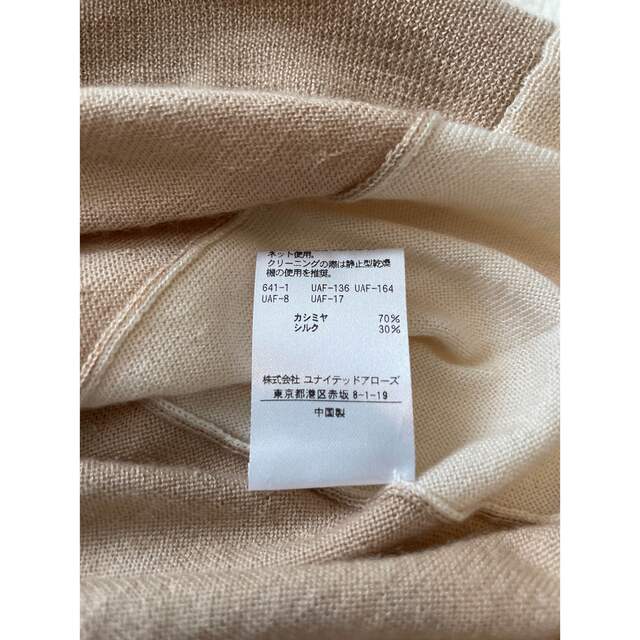 ネット使用。
クリーニングの際は静止型乾燥
機の使用を推奨。
641-1 UAF-136 UAF-164
UAF-8 UAF-17
カシミヤ 70%
シルク 30%
株式会社 ユナイテッドアローズ
東京都港区赤坂 8-1-19
中国製